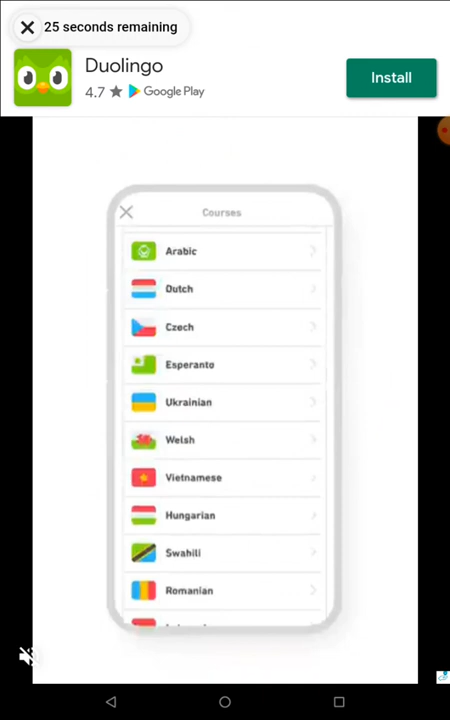 25 seconds remaining
Duolingo
4.7 ★ Google Play
Install
Courses
Arabic
Dutch
Czech
Esperanto
Ukrainian
Welsh
Vietnamese
Hungarian
Swahili
Romanian